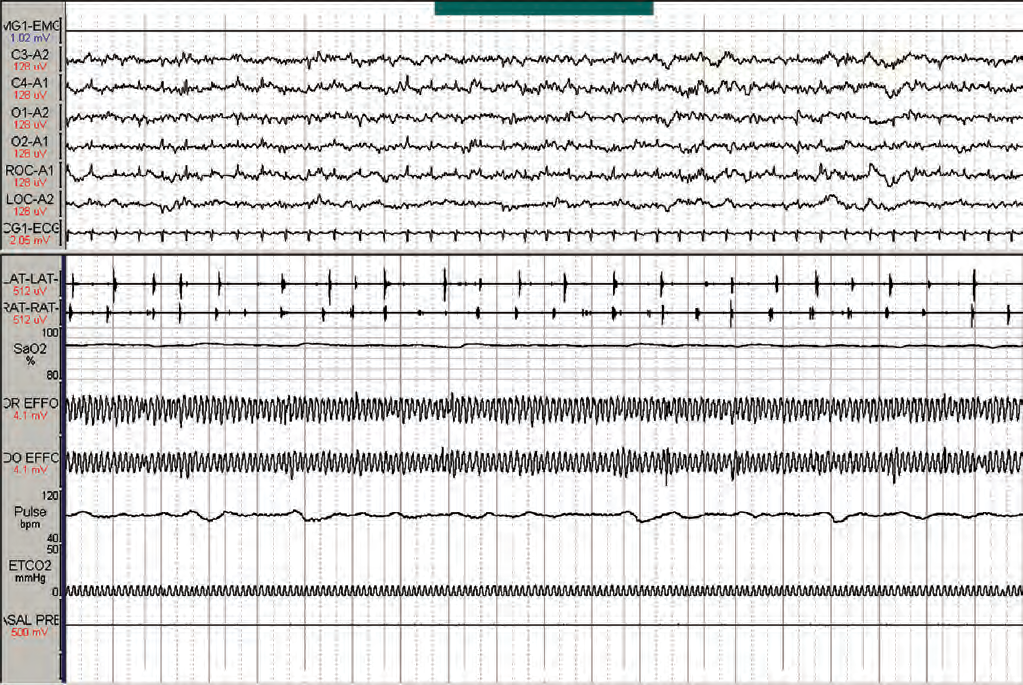 MG1-EMG
1.02 mV
C3-A2
128 uV
C4-A1
128 uV
O1-A2
128 uV
O2-A1
128 uV
ROC-A1
128 uV
LOC-A2
128 uV
CG1-ECG
2.05 mV
LAT-LAT-
512 uV
RAT-RAT-
512 uV
100
SaO2
%
80
OR EFFO
4.1 mV
DO EFFO
4.1 mV
120
Pulse
bpm
40
50
ETCO2
mmHg
0
ASAL PRE
500 mV